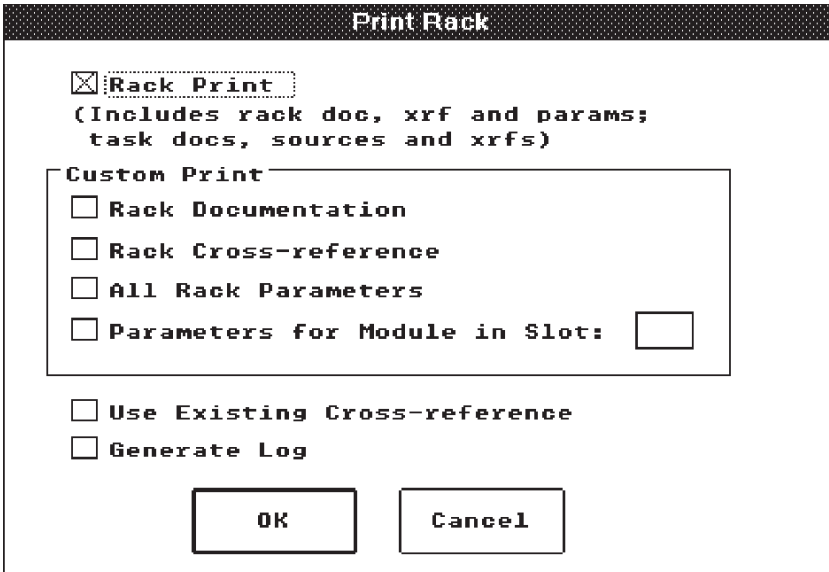 Print Rack
Rack Print
(Includes rack doc, xrf and params;
task docs, sources and xrfs)
Custom Print
Rack Documentation
Rack Cross-reference
All Rack Parameters
Parameters for Module in Slot:
Use Existing Cross-reference
Generate Log
OK Cancel